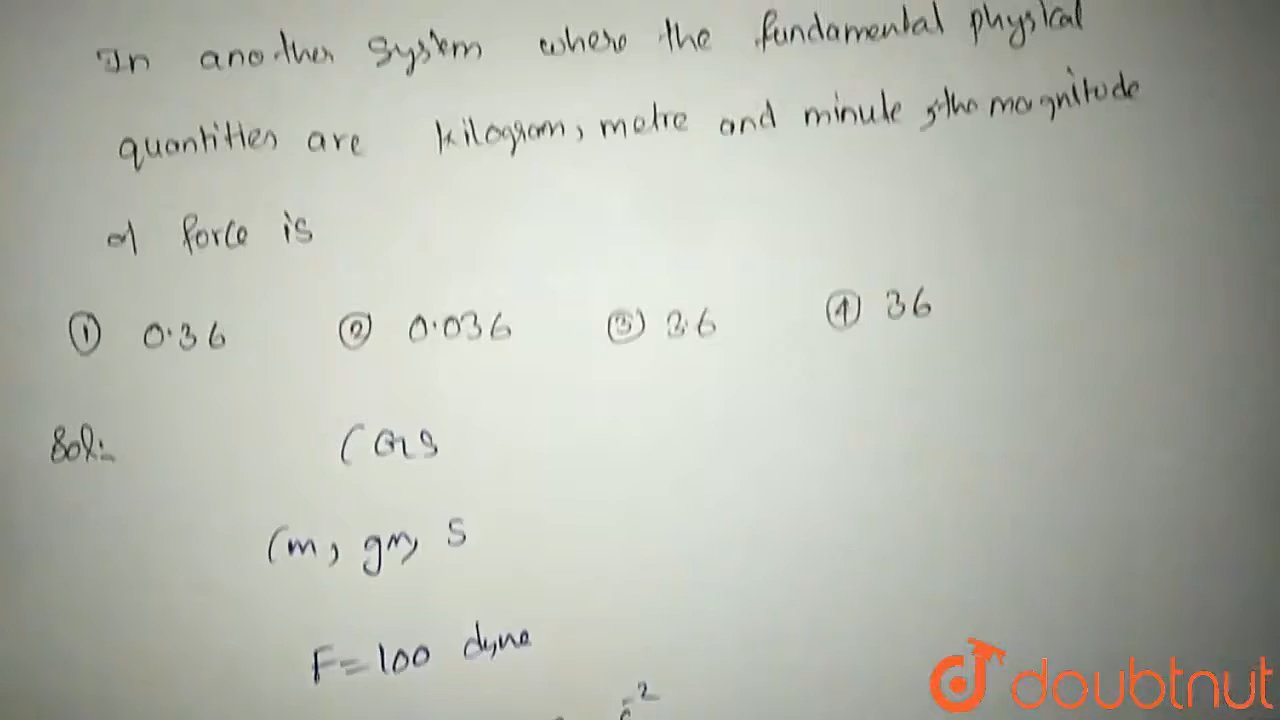 In another system where the fundamental physical
quantities are kilogram, metre and minute, the magnitude
of force is
① 0.36 ② 0.036 ③ 3.6 ④ 36
Sol:-
CGS
Cm, gm, s
F = 100 dyne
doubtnut